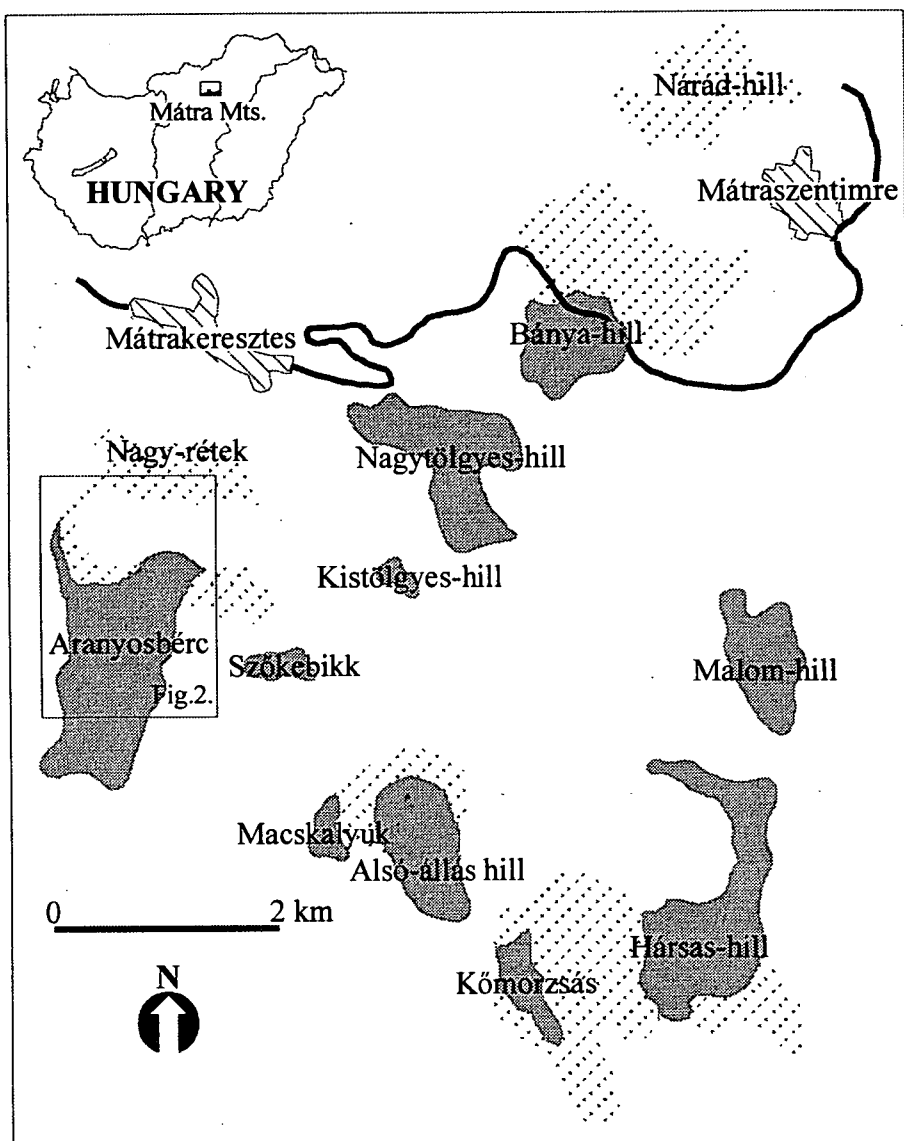 Nárád-hill
Mátra Mts.
HUNGARY
Mátraszentimre
Mátrakeresztes
Bánya-hill
Nagy-rétek
Nagytölgyes-hill
Kistölgyes-hill
Aranyosbérc
Szőkebikk
Malom-hill
Fig.2.
Macskalyuk
Alsó-állás hill
0 2 km
Hársas-hill
Kőmorzsás
N